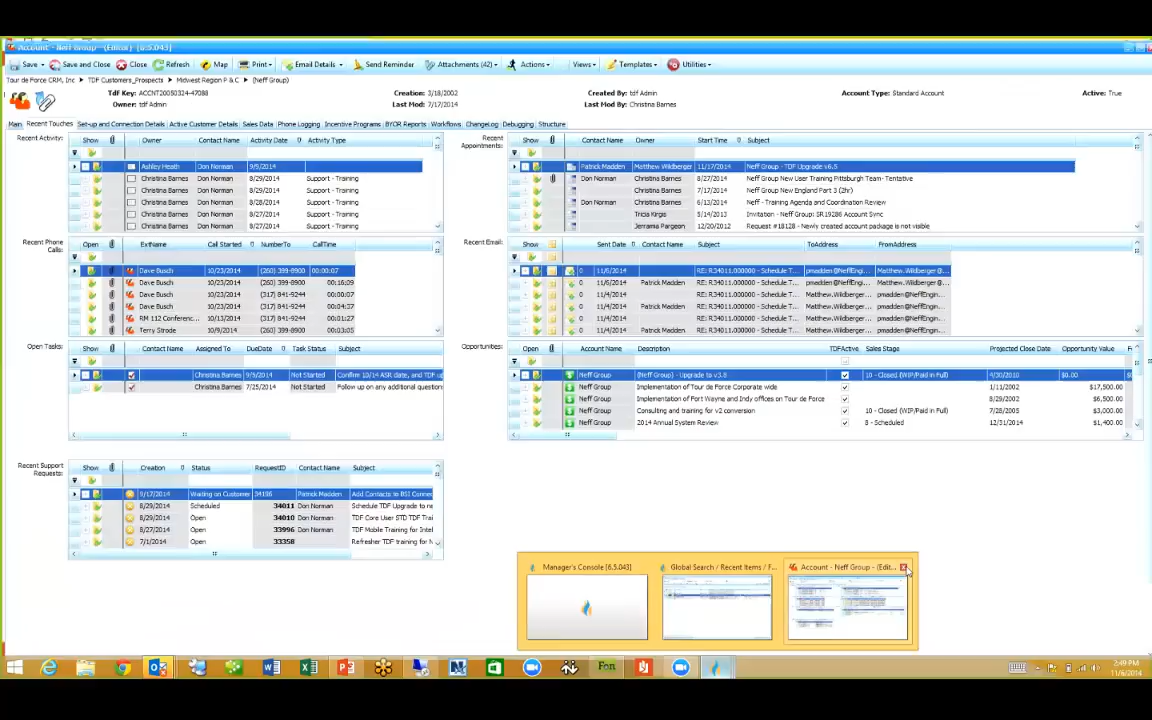 Account - Neff Group - (Editor) [6.5.043]
Save Save and Close Close Refresh Map Print Email Details Send Reminder Attachments (42) Actions Views Templates Utilities
Tour de Force CRM, Inc TDF Customers_Prospects Midwest Region P & C (Neff Group)
Tdf Key: ACCNT20050324-47088 Creation: 3/18/2002 Created By: tdf Admin Account Type: Standard Account Active: True
Owner: tdf Admin Last Mod: 7/17/2014 Last Mod By: Christina Barnes
Main Recent Touches Set-up and Connection Details Active Customer Details Sales Data Phone Logging Incentive Programs BYOR Reports Workflows ChangeLog Debugging Structure
Recent Activity:
Show Owner Contact Name Activity Date Activity Type
Ashley Heath Don Norman 9/5/2014
Christina Barnes Don Norman 8/29/2014 Support - Training
Christina Barnes Don Norman 8/29/2014 Support - Training
Christina Barnes Don Norman 8/28/2014 Support - Training
Christina Barnes Don Norman 8/27/2014 Support - Training
Christina Barnes Don Norman 8/27/2014 Support - Training
Recent Appointments:
Show Contact Name Owner Start Time Subject
Patrick Madden Matthew Wildberger 11/17/2014 Neff Group - TDF Upgrade v6.5
Don Norman Christina Barnes 8/27/2014 Neff Group New User Training Pittsburgh Team- Tentative
Christina Barnes 7/17/2014 Neff Group New England Part 3 (2hr)
Don Norman Christina Barnes 6/13/2014 Neff - Training Agenda and Coordination Review
Tricia Kirgis 5/14/2013 Invitation - Neff Group: SR19286 Account Sync
Jerramia Pargeon 12/20/2012 Request #18128 - Newly created account package is not visible
Recent Phone Calls:
Open ExtName Call Started NumberTo CallTime
Dave Busch 10/23/2014 (260) 399-8900 00:00:07
Dave Busch 10/23/2014 (260) 399-8900 00:16:09
Dave Busch 10/23/2014 (317) 841-9244 00:00:07
Dave Busch 10/23/2014 (317) 841-9244 00:04:37
RM 112 Conferenc... 10/13/2014 (317) 841-9244 00:01:27
Terry Strode 10/9/2014 (260) 399-8900 00:03:05
Recent Email:
Show Sent Date Contact Name Subject ToAddress FromAddress
0 11/6/2014 RE: R34011.000000 - Schedule T... pmadden@NeffEngi... Matthew.Wildberger@...
0 11/6/2014 Patrick Madden RE: R34011.000000 - Schedule T... pmadden@NeffEngi... Matthew.Wildberger@...
0 11/4/2014 RE: R34011.000000 - Schedule T... Matthew.Wildberge... pmadden@NeffEngin...
0 11/4/2014 Patrick Madden RE: R34011.000000 - Schedule T... Matthew.Wildberge... pmadden@NeffEngin...
0 11/4/2014 RE: R34011.000000 - Schedule T... Matthew.Wildberge... pmadden@NeffEngin...
0 11/4/2014 Patrick Madden RE: R34011.000000 - Schedule T... Matthew.Wildberge... pmadden@NeffEngin...
Open Tasks:
Show Contact Name Assigned To DueDate Task Status Subject
Christina Barnes 9/9/2014 Not Started Confirm 10/14 ASR date, and TDF up
Christina Barnes 7/25/2014 Not Started Follow up on any additional question
Opportunities:
Open Account Name Description TDFActive Sales Stage Projected Close Date Opportunity Value
Neff Group (Neff Group) - Upgrade to v3.8 10 - Closed (WIP/Paid in Full) 4/30/2010 $0.00
Neff Group Implementation of Tour de Force Corporate wide 1/11/2002 $17,500.00
Neff Group Implementation of Fort Wayne and Indy offices on Tour de Force 8/29/2002 $6,500.00
Neff Group Consulting and training for v2 conversion 10 - Closed (WIP/Paid in Full) 7/28/2005 $3,000.00
Neff Group 2014 Annual System Review 8 - Scheduled 12/31/2014 $1,400.00
Recent Support Requests:
Show Creation Status RequestID Contact Name Subject
9/17/2014 Waiting on Customer 34156 Patrick Madden Add Contacts to BSI Connec
8/29/2014 Scheduled 34011 Don Norman Schedule TDF Upgrade to ne
8/29/2014 Open 34010 Don Norman TDF Core User STD TDF Trai
8/27/2014 Open 33996 Don Norman TDF Mobile Training for Intel
7/1/2014 Open 33358 Refresher TDF training for N
Manager's Console [6.5.043] Global Search / Recent Items / F... Account - Neff Group - (Edit...
Fon
2:49 PM
11/6/2014